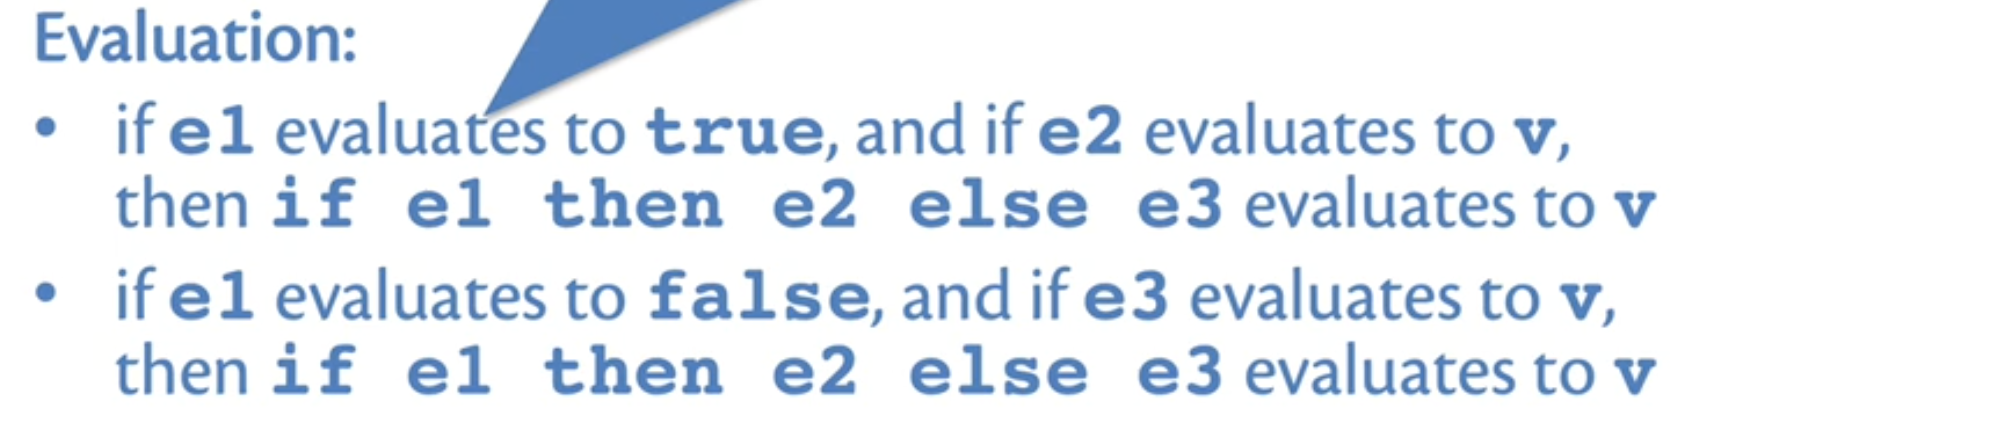 Evaluation:
• if e1 evaluates to true, and if e2 evaluates to v,
then if e1 then e2 else e3 evaluates to v
• if e1 evaluates to false, and if e3 evaluates to v,
then if e1 then e2 else e3 evaluates to v